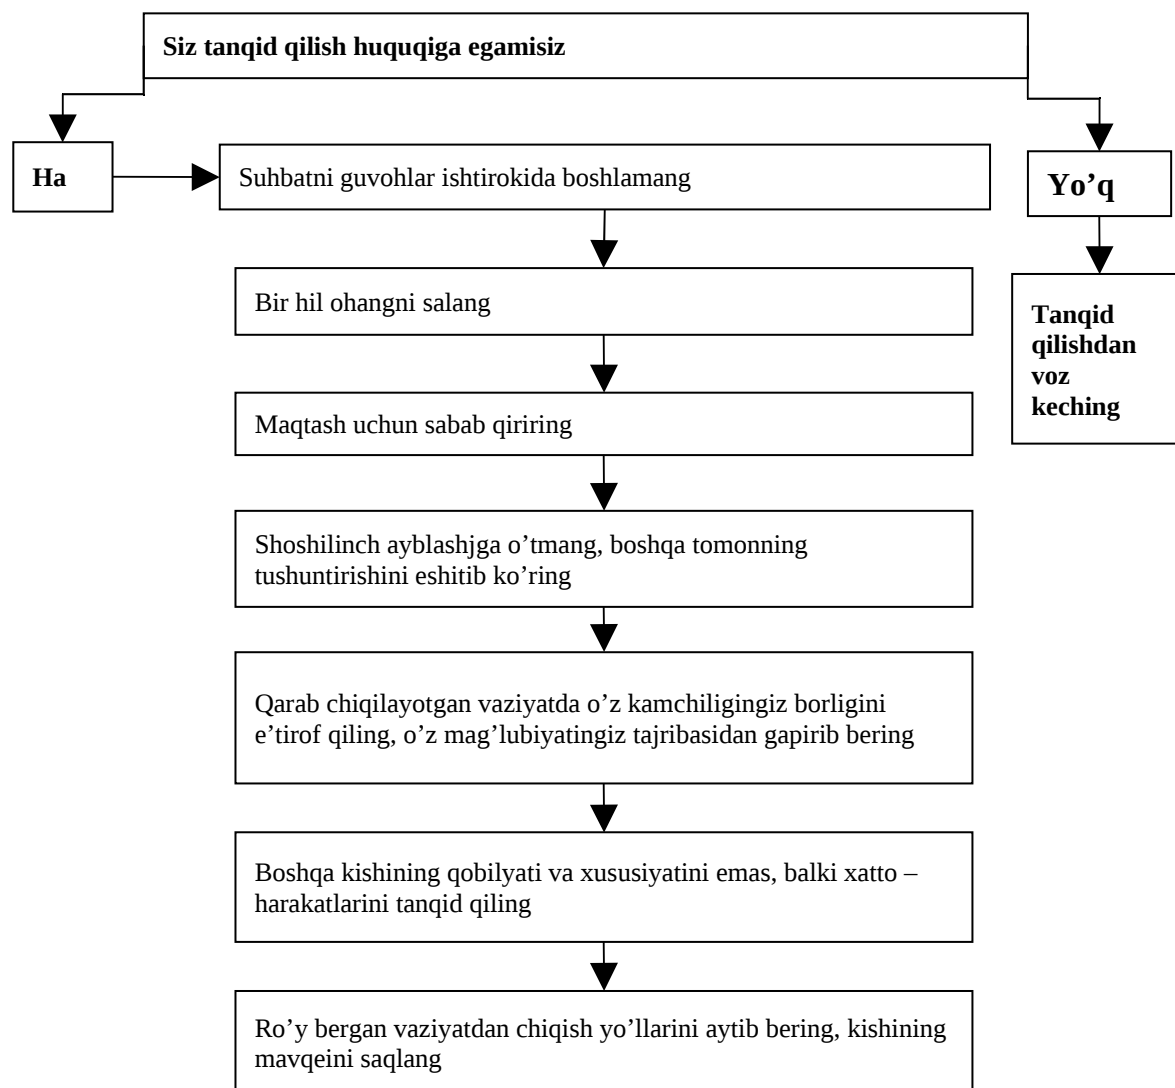 Siz tanqid qilish huquqiga egamisiz
Ha
Suhbatni guvohlar ishtirokida boshlamang
Yo’q
Bir hil ohangni salang
Tanqid
qilishdan
voz
keching
Maqtash uchun sabab qiriring
Shoshilinch ayblashjga o’tmang, boshqa tomonning
tushuntirishini eshitib ko’ring
Qarab chiqilayotgan vaziyatda o’z kamchiligingiz borligini
e’tirof qiling, o’z mag’lubiyatingiz tajribasidan gapirib bering
Boshqa kishining qobilyati va xususiyatini emas, balki xatto –
harakatlarini tanqid qiling
Ro’y bergan vaziyatdan chiqish yo’llarini aytib bering, kishining
mavqeini saqlang